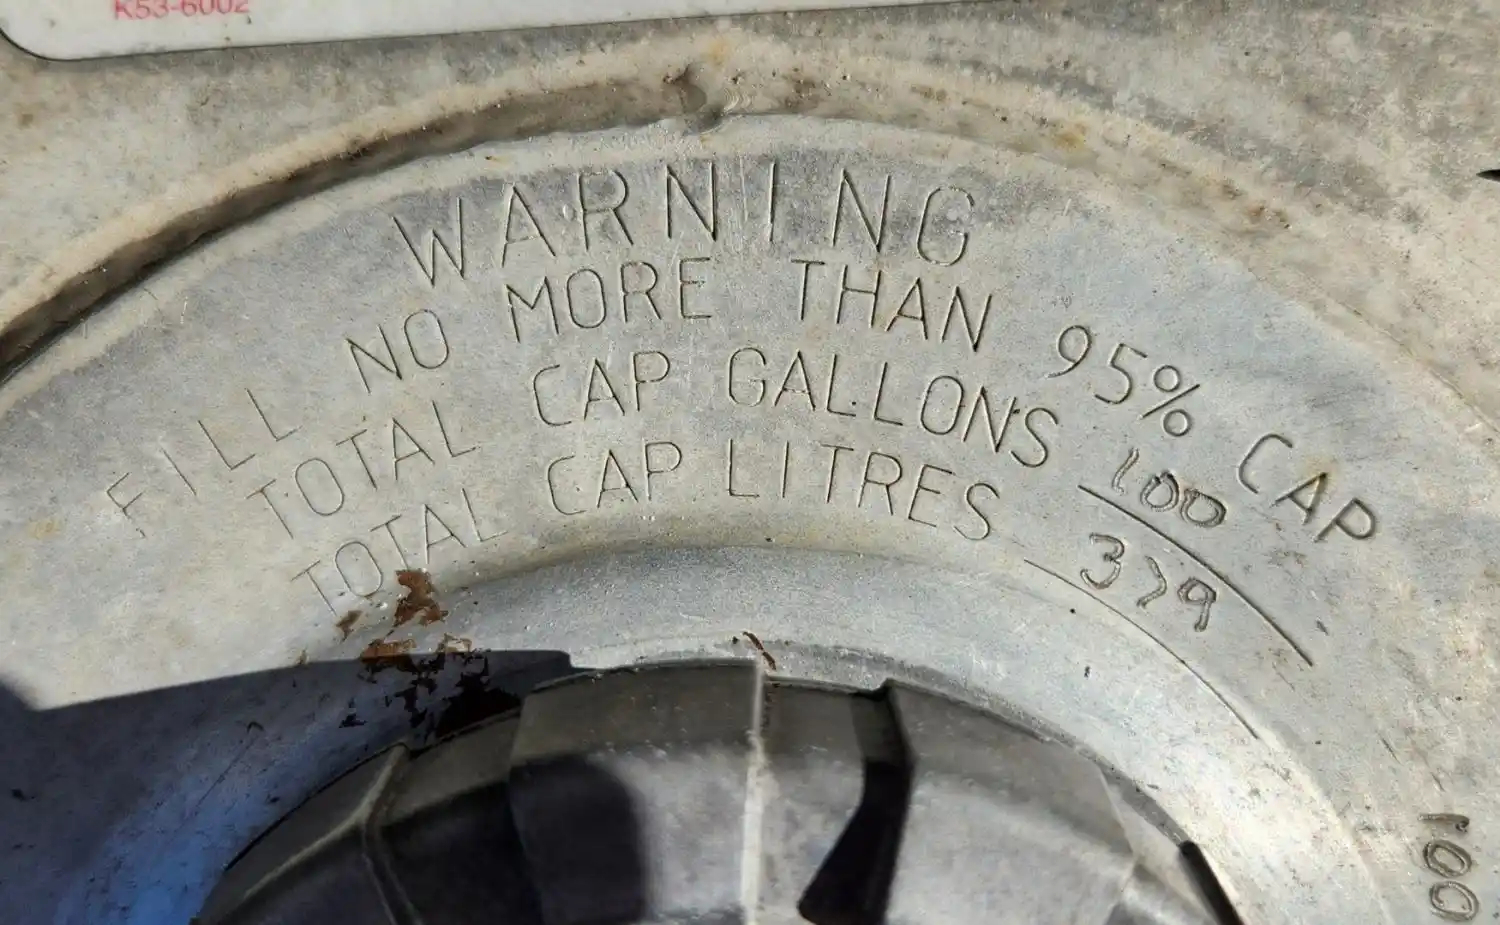 K53-6002
WARNING
FILL NO MORE THAN 95% CAP
TOTAL CAP GALLONS 100
TOTAL CAP LITRES 379
100